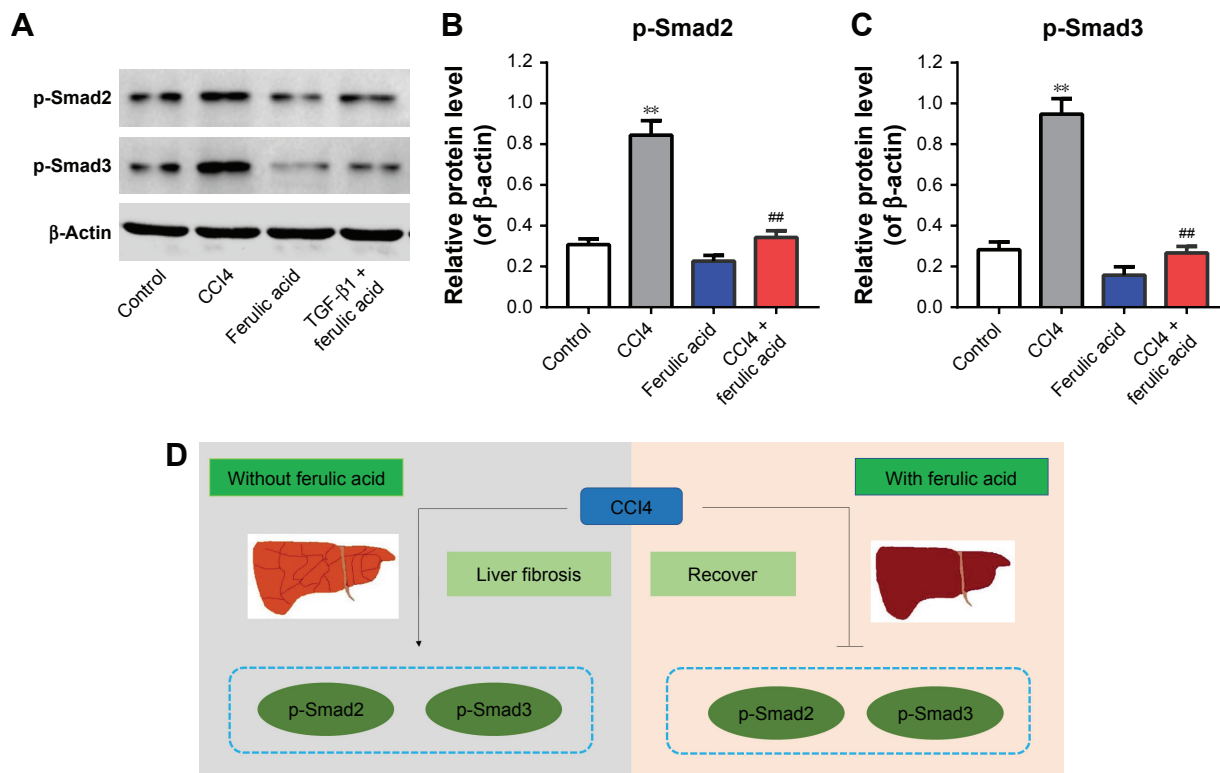 A
p-Smad2
p-Smad3
β-Actin
Control
CCl4
Ferulic acid
TGF-β1 +
ferulic acid
B
p-Smad2
Relative protein level
(of β-actin)
1.2
1.0
0.8
0.6
0.4
0.2
0.0
**
##
Control
CCl4
Ferulic acid
CCl4 +
ferulic acid
C
p-Smad3
Relative protein level
(of β-actin)
1.2
1.0
0.8
0.6
0.4
0.2
0.0
**
##
Control
CCl4
Ferulic acid
CCl4 +
ferulic acid
D
Without ferulic acid
With ferulic acid
CCl4
Liver fibrosis
Recover
p-Smad2
p-Smad3
p-Smad2
p-Smad3